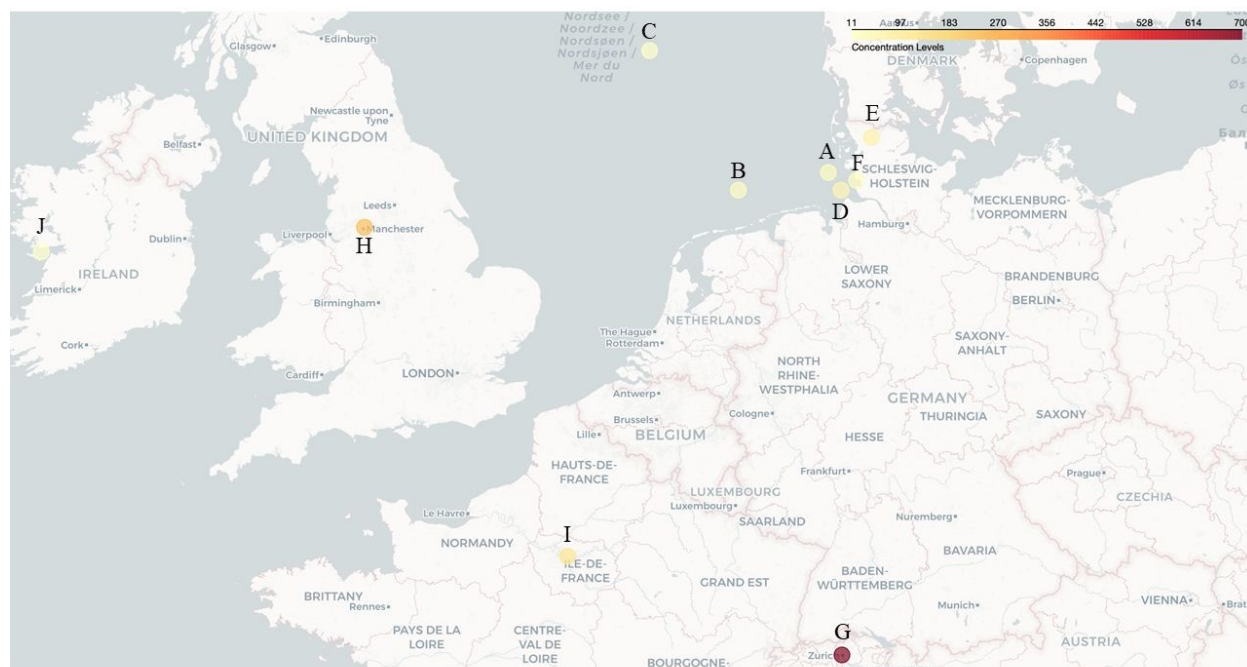 Nordsee /
Noordzee /
Nordsøen /
Nordsjøen /
Mer du
Nord
C
11 97 183 270 356 442 528 614 700
Concentration Levels
Aarhus
DENMARK
Copenhagen
Glasgow
Edinburgh
Newcastle upon
Tyne
UNITED KINGDOM
Belfast
E
A
F
B
D
SCHLESWIG-
HOLSTEIN
MECKLENBURG-
VORPOMMERN
Hamburg
Leeds
Liverpool
Manchester
H
J
Dublin
IRELAND
Limerick
Cork
Birmingham
Cardiff
LONDON
LOWER
SAXONY
BRANDENBURG
BERLIN
NETHERLANDS
The Hague
Rotterdam
SAXONY-
ANHALT
NORTH
RHINE-
WESTPHALIA
Antwerp
Brussels
BELGIUM
Cologne
GERMANY
THURINGIA
SAXONY
HESSE
Lille
HAUTS-DE-
FRANCE
Frankfurt
Prague
CZECHIA
LUXEMBOURG
Luxembourg
SAARLAND
Nuremberg
Le Havre
NORMANDY
I
ILE-DE-
FRANCE
GRAND EST
BADEN-
WÜRTTEMBERG
BAVARIA
Munich
VIENNA
AUSTRIA
BRITTANY
Rennes
PAYS DE LA
LOIRE
CENTRE-
VAL DE
LOIRE
BOURGOGNE-
G
Zurich